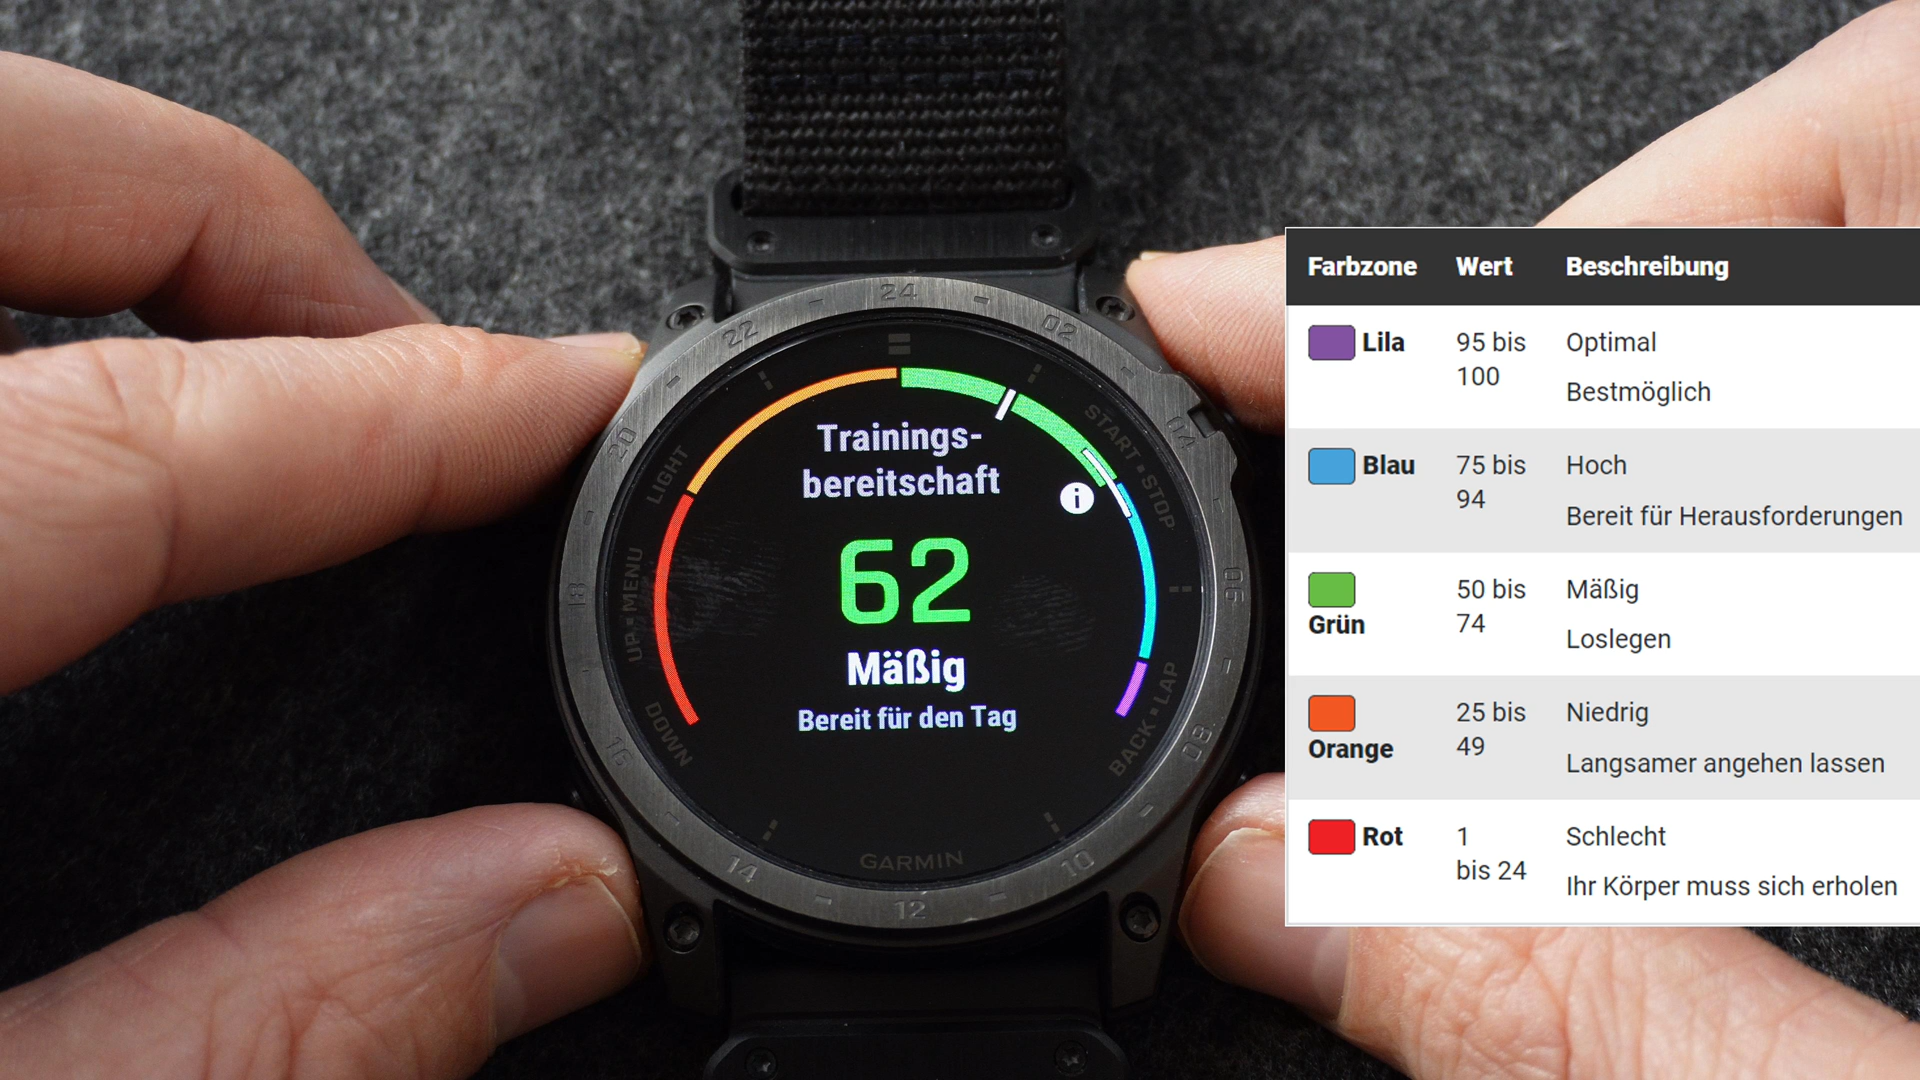 24
22
02
20
04
LIGHT
START • STOP
Trainings-
bereitschaft
i
62
18
06
UP • MENU
Mäßig
Bereit für den Tag
DOWN
BACK • LAP
16
08
GARMIN
14
10
12
Farbzone Wert Beschreibung
Lila 95 bis 100 Optimal
Bestmöglich
Blau 75 bis 94 Hoch
Bereit für Herausforderungen
Grün 50 bis 74 Mäßig
Loslegen
Orange 25 bis 49 Niedrig
Langsamer angehen lassen
Rot 1 bis 24 Schlecht
Ihr Körper muss sich erholen